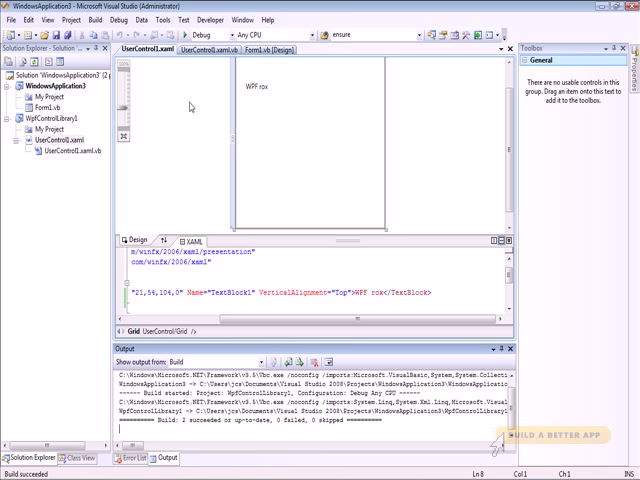 WindowsApplication3 - Microsoft Visual Studio (Administrator)
File Edit View Project Build Debug Data Tools Test Devexpress Window Help
Debug Any CPU ensure
Solution Explorer - Solution '...
UserControl1.xaml UserControl1.xaml.vb Form1.vb [Design]
Toolbox
Properties
Solution 'WindowsApplication3' (2 p
WindowsApplication3
My Project
Form1.vb
WpfControlLibrary1
My Project
UserControl1.xaml
UserControl1.xaml.vb
100%
WPF rox
General
There are no usable controls in this
group. Drag an item onto this text to
add it to the toolbox.
Design XAML
m/winfx/2006/xaml/presentation"
com/winfx/2006/xaml"
"21,54,104,0" Name="TextBlock1" VerticalAlignment="Top">WPF rox</TextBlock>
Grid UserControl/Grid
Output
Show output from: Build
C:\Windows\Microsoft.NET\Framework\v3.5\Vbc.exe /noconfig /imports:Microsoft.VisualBasic,System,System.Collecti
WindowsApplication3 -> C:\Users\jcs\Documents\Visual Studio 2008\Projects\WindowsApplication3\WindowsApplicatio
------ Build started: Project: WpfControlLibrary1, Configuration: Debug Any CPU ------
C:\Windows\Microsoft.NET\Framework\v3.5\Vbc.exe /noconfig /imports:System.Linq,System.Xml.Linq,Microsoft.Visual
WpfControlLibrary1 -> C:\Users\jcs\Documents\Visual Studio 2008\Projects\WindowsApplication3\WpfControlLibrary1
========== Build: 2 succeeded or up-to-date, 0 failed, 0 skipped ==========
BUILD A BETTER APP
Solution Explorer Class View Error List Output
Build succeeded Ln 8 Col 1 Ch 1 INS